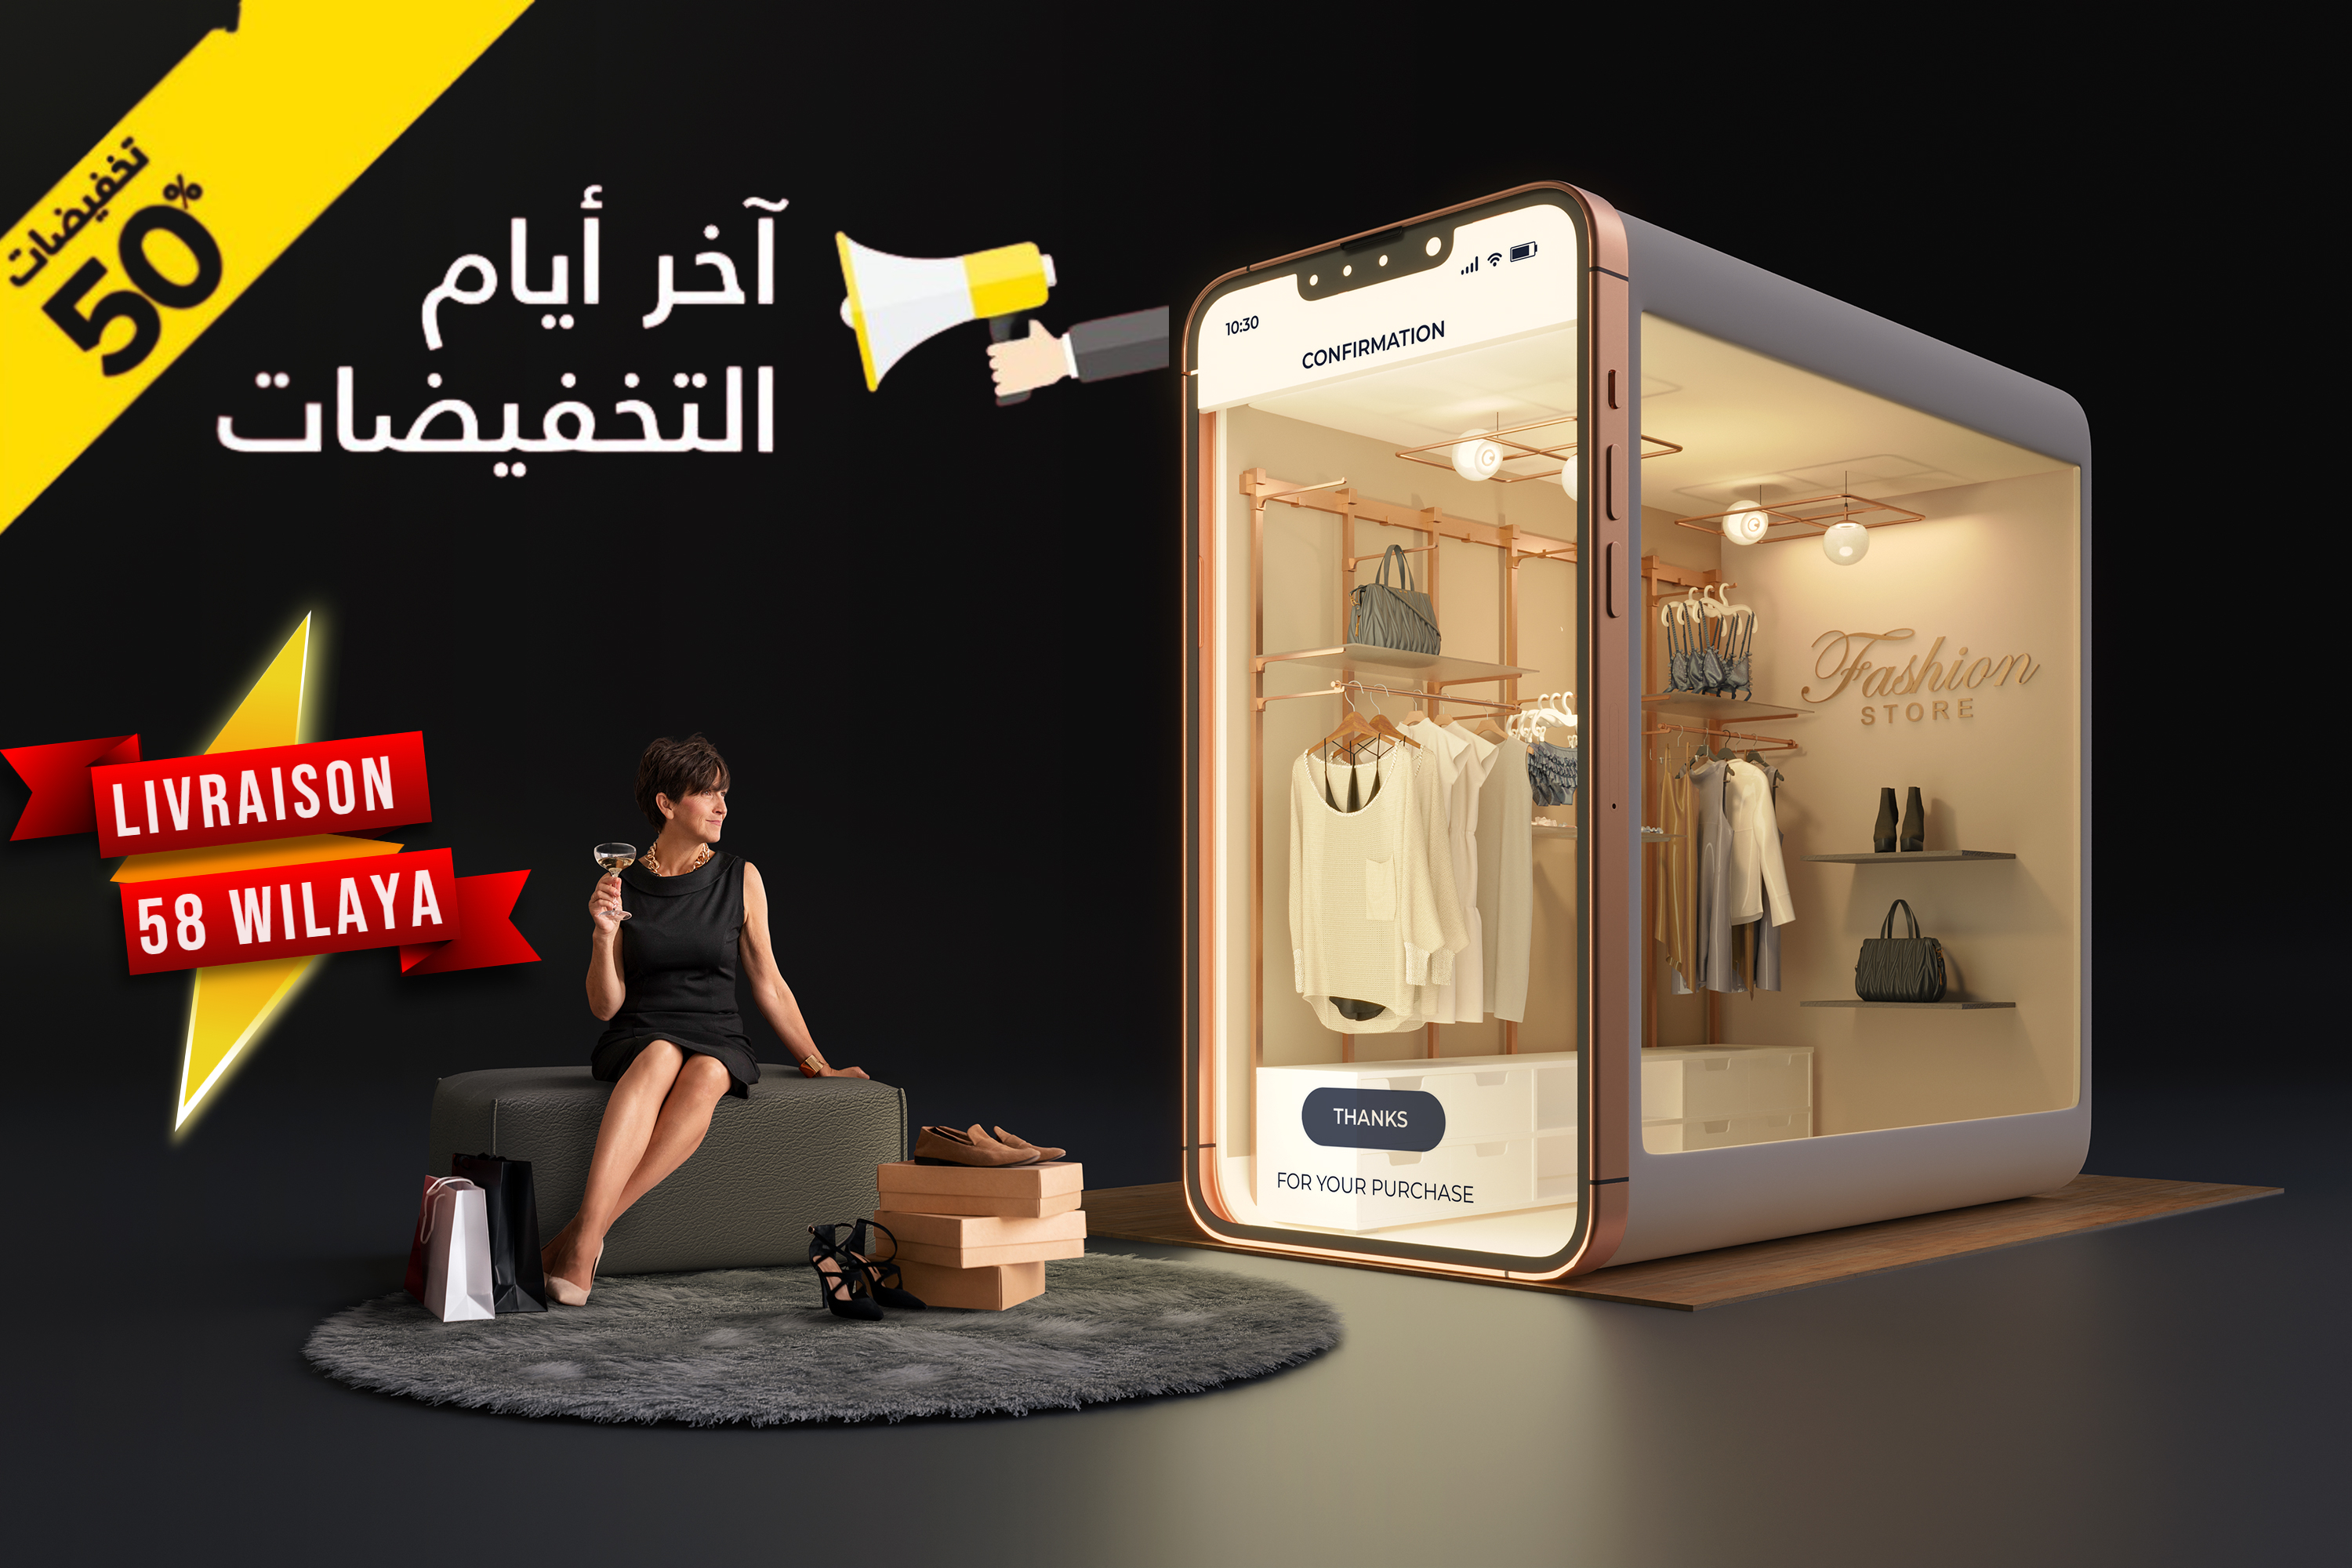 تخفيضات
50%
آخر أيام
التخفيضات
10:30
CONFIRMATION
Fashion
STORE
LIVRAISON
58 WILAYA
THANKS
FOR YOUR PURCHASE